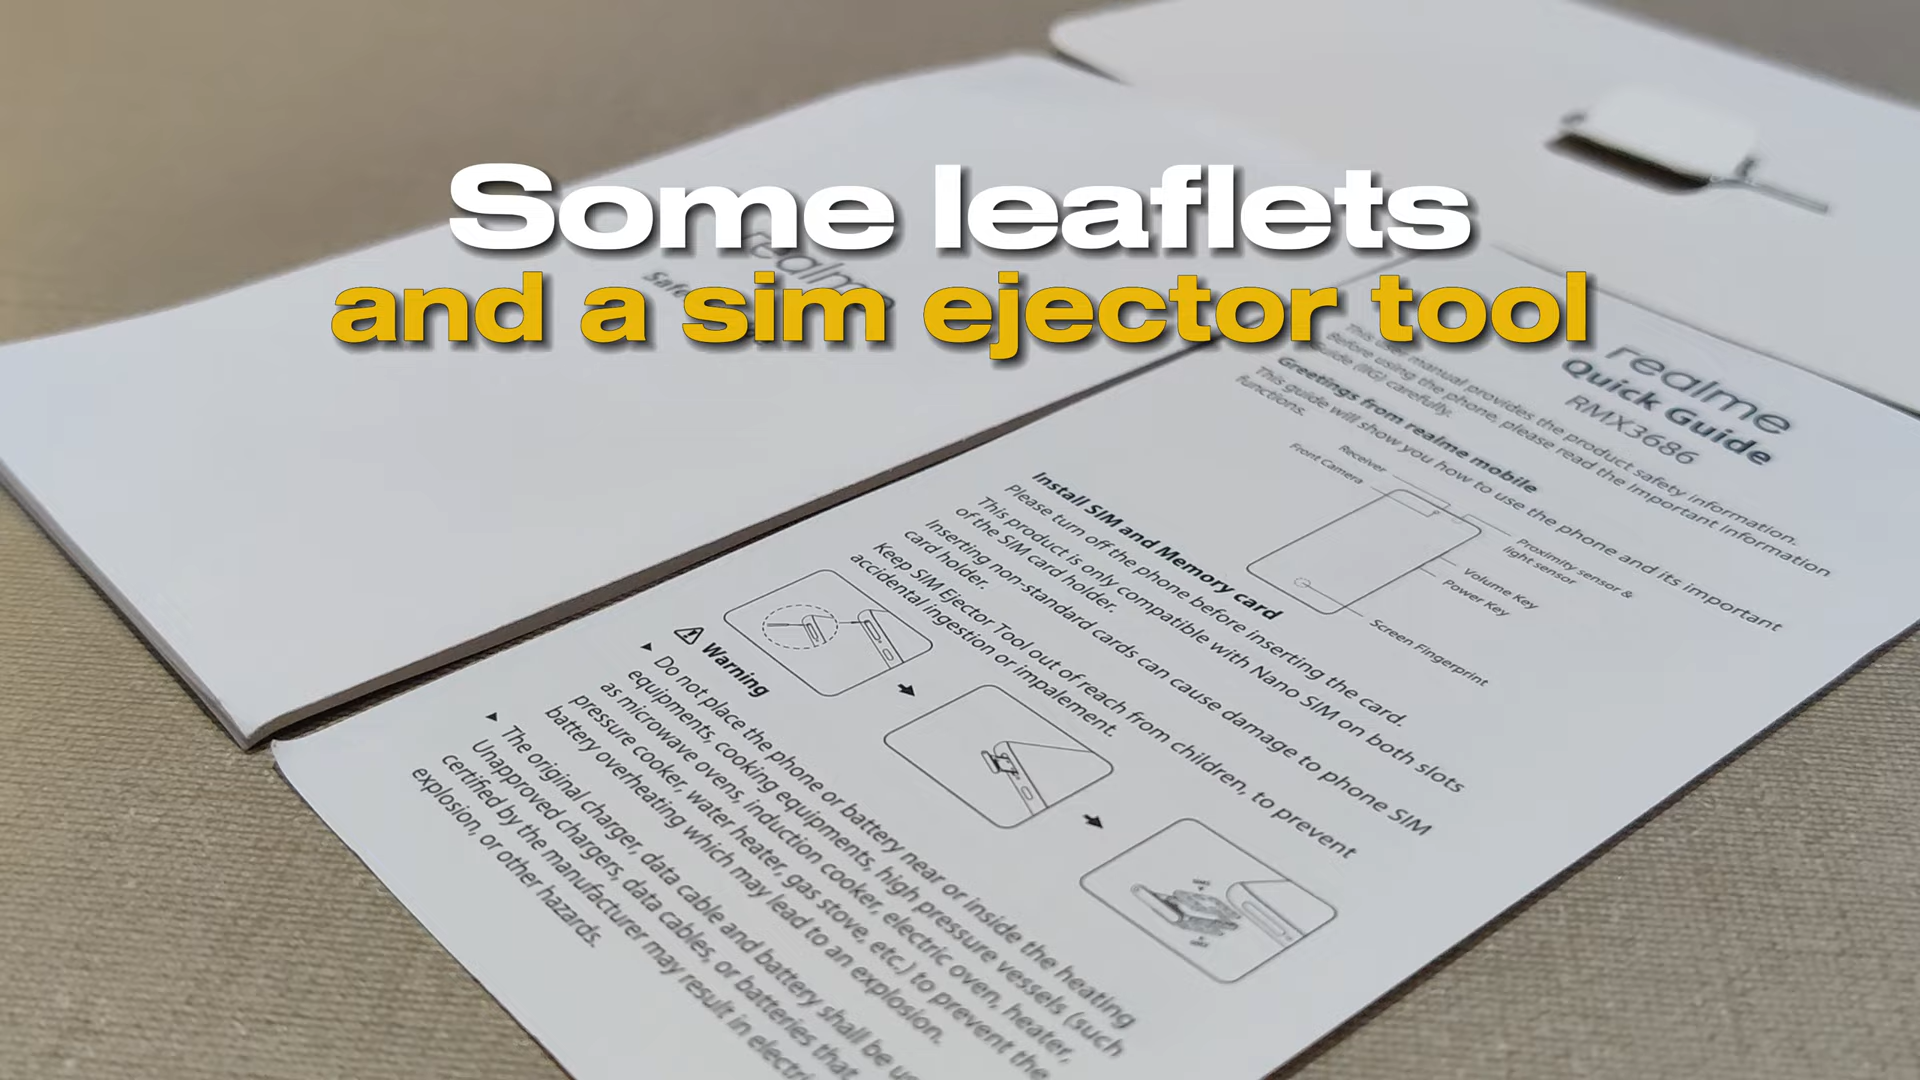 Some leaflets
and a sim ejector tool
realme
realme
Quick Guide
RMX3686
This user manual provides the product safety information.
Before using the phone, please read the Important Information
Guide (IIG) carefully.
Greetings from realme mobile
This guide will show you how to use the phone and its important
functions.
Receiver
Front Camera
Proximity sensor &
light sensor
Volume Key
Power Key
Screen Fingerprint
Install SIM and Memory card
Please turn off the phone before inserting the card.
This product is only compatible with Nano SIM on both slots
of the SIM card holder.
Inserting non-standard cards can cause damage to phone SIM
card holder.
Keep SIM Ejector Tool out of reach from children, to prevent
accidental ingestion or impalement.
Warning
Do not place the phone or battery near or inside the heating
equipments, cooking equipments, high pressure vessels (such
as microwave ovens, induction cooker, electric oven, heater,
pressure cooker, water heater, gas stove, etc.) to prevent the
battery overheating which may lead to an explosion.
The original charger, data cable and battery shall be
Unapproved chargers, data cables, or batteries that
certified by the manufacturer may result in
explosion, or other hazards.